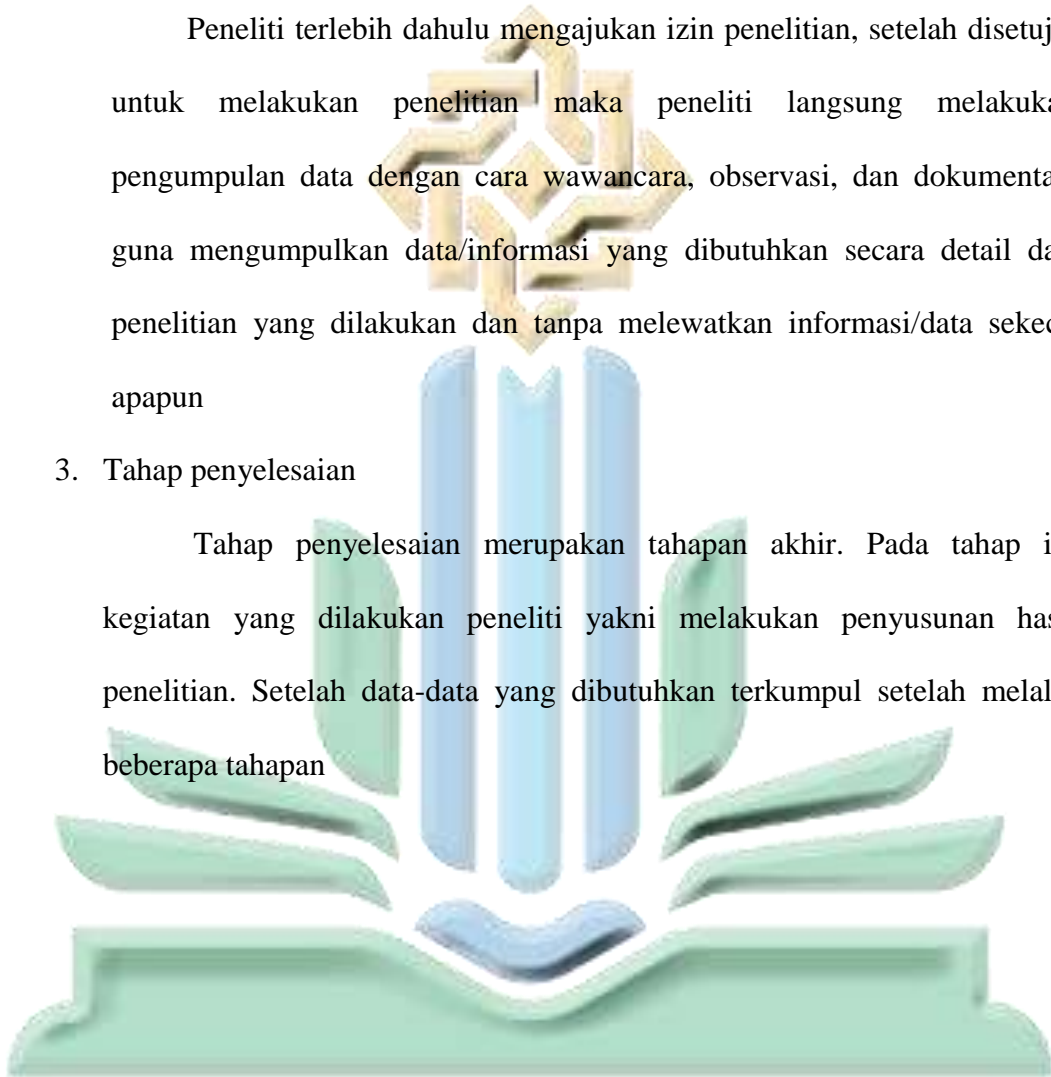 Peneliti terlebih dahulu mengajukan izin penelitian, setelah disetuj
untuk melakukan penelitian maka peneliti langsung melakuka
pengumpulan data dengan cara wawancara, observasi, dan dokumenta
guna mengumpulkan data/informasi yang dibutuhkan secara detail da
penelitian yang dilakukan dan tanpa melewatkan informasi/data sekec
apapun
3. Tahap penyelesaian
Tahap penyelesaian merupakan tahapan akhir. Pada tahap i
kegiatan yang dilakukan peneliti yakni melakukan penyusunan has
penelitian. Setelah data-data yang dibutuhkan terkumpul setelah melal
beberapa tahapan